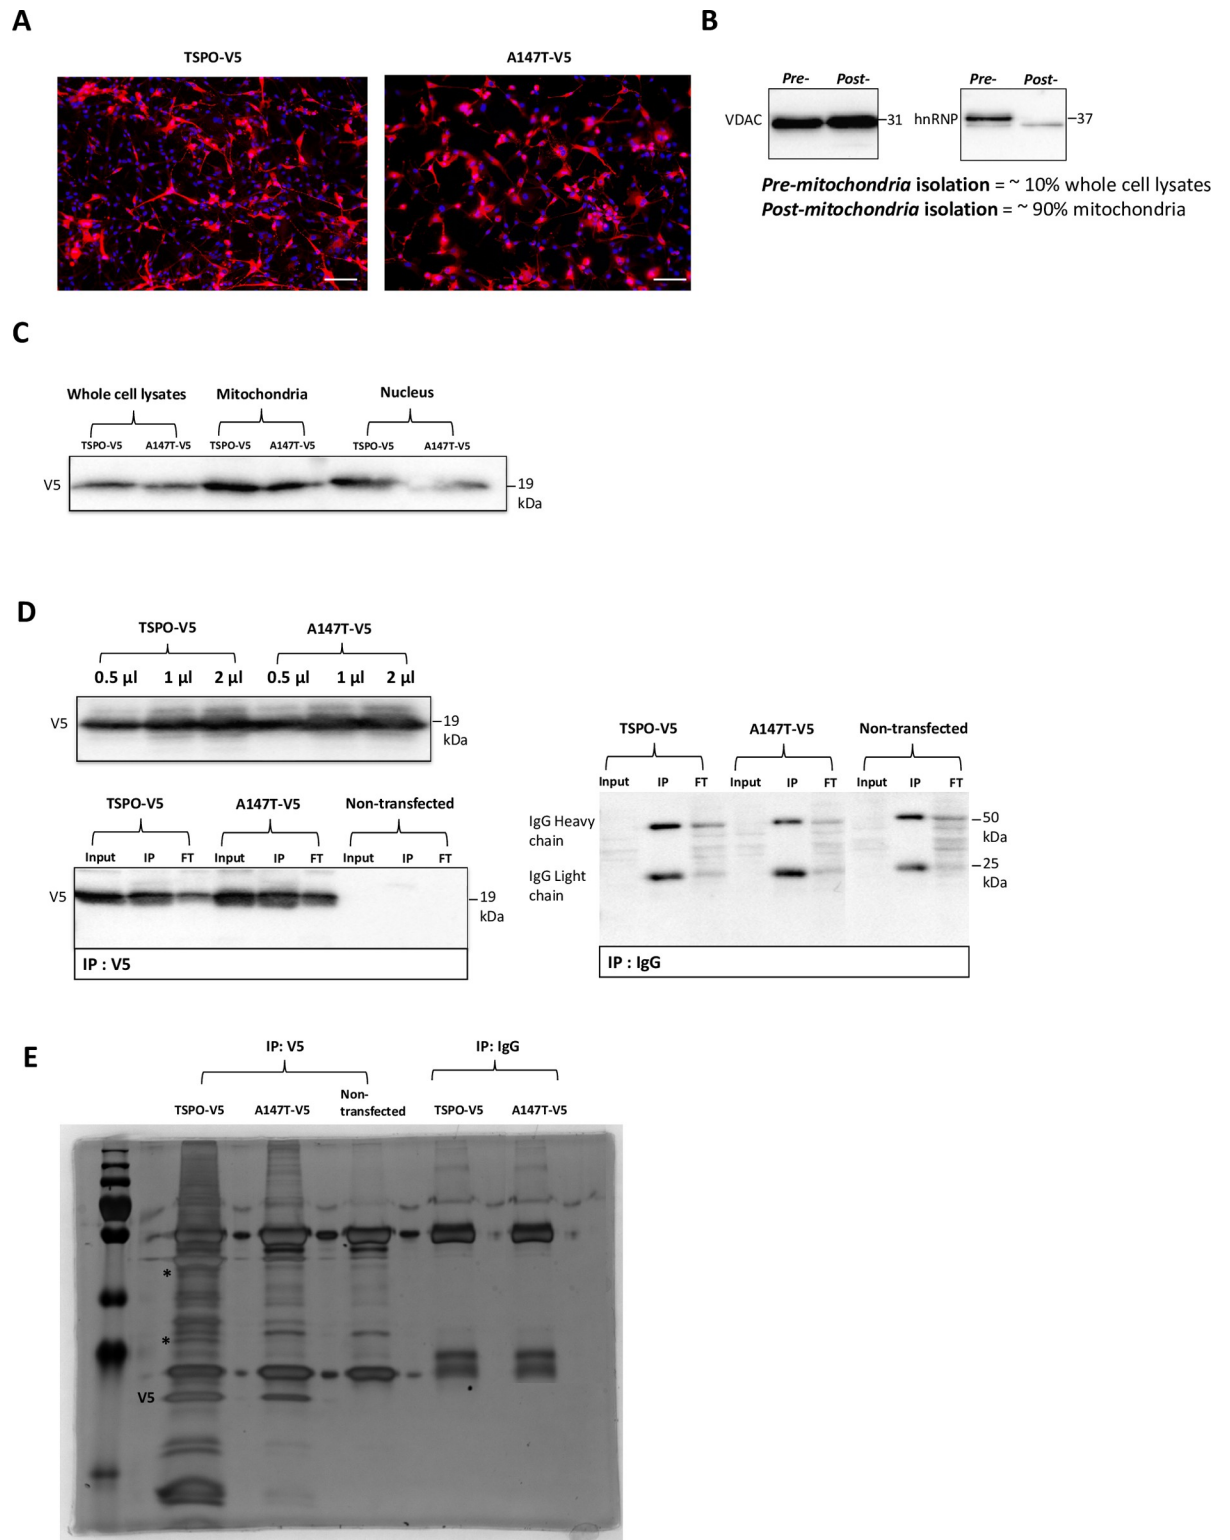 A
B
TSPO-V5
A147T-V5
Pre-
Post-
Pre-
Post-
VDAC
31
hnRNP
37
Pre-mitochondria isolation = ~ 10% whole cell lysates
Post-mitochondria isolation = ~ 90% mitochondria
C
Whole cell lysates
Mitochondria
Nucleus
TSPO-V5
A147T-V5
TSPO-V5
A147T-V5
TSPO-V5
A147T-V5
V5
19
kDa
D
TSPO-V5
A147T-V5
0.5 µl
1 µl
2 µl
0.5 µl
1 µl
2 µl
V5
19
kDa
TSPO-V5
A147T-V5
Non-transfected
Input
IP
FT
Input
IP
FT
Input
IP
FT
V5
19
kDa
IP : V5
TSPO-V5
A147T-V5
Non-transfected
Input
IP
FT
Input
IP
FT
Input
IP
FT
IgG Heavy
chain
50
kDa
IgG Light
chain
25
kDa
IP : IgG
E
IP: V5
IP: IgG
TSPO-V5
A147T-V5
Non-
transfected
TSPO-V5
A147T-V5
*
*
V5